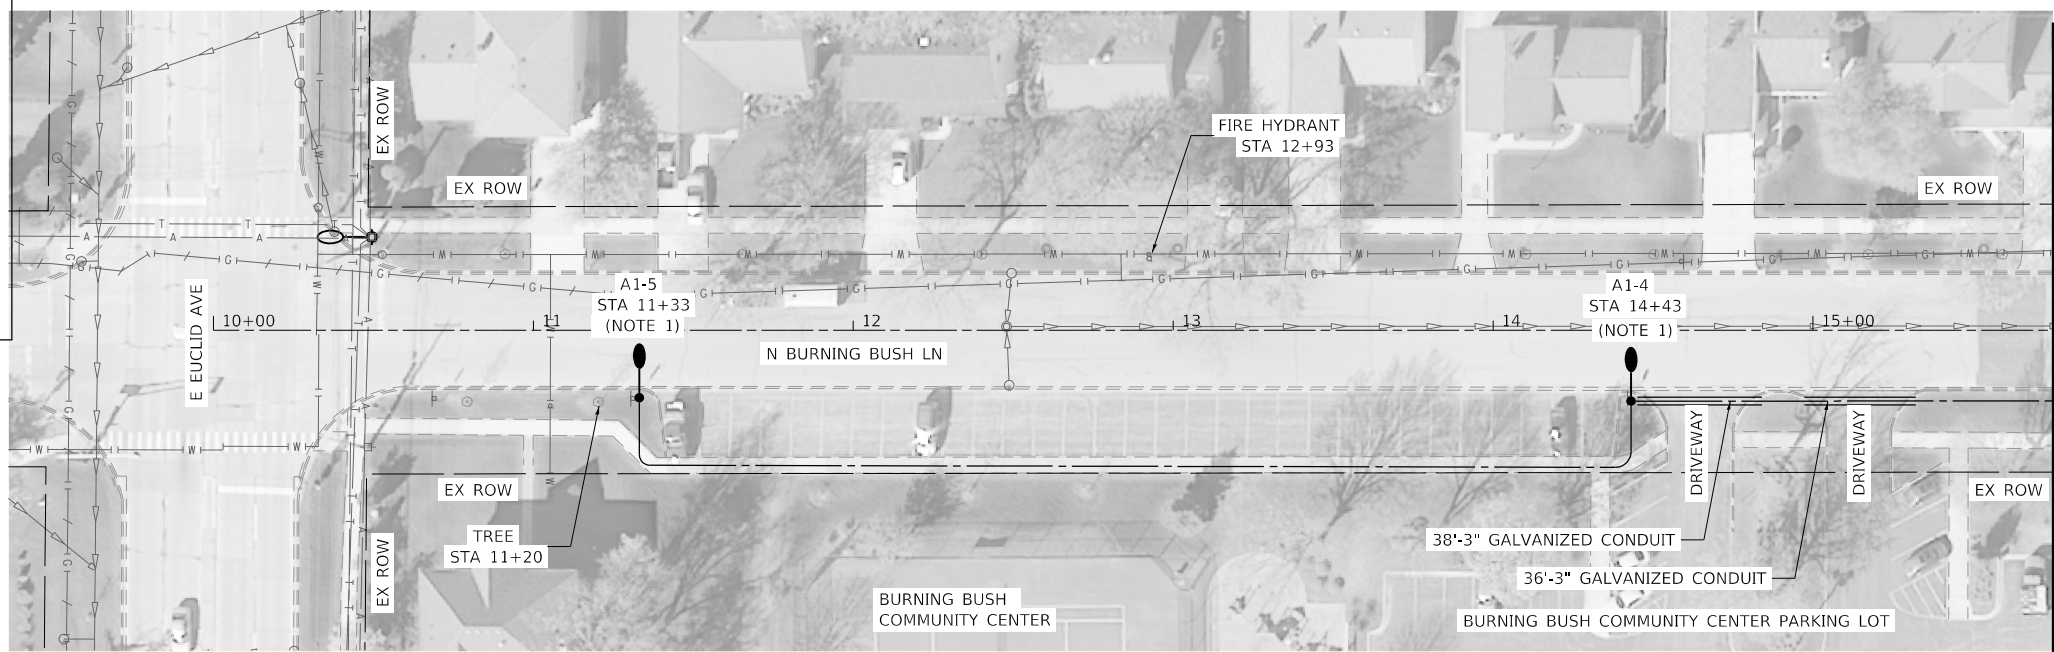 EX ROW
FIRE HYDRANT
STA 12+93
EX ROW
EX ROW
T
T
T
A
A
A
W
W
W
W
W
W
W
W
W
W
W
G
G
G
G
G
G
G
G
G
G
G
E EUCLID AVE
A1-5
STA 11+33
(NOTE 1)
A1-4
STA 14+43
(NOTE 1)
10+00
11
12
13
14
15+00
N BURNING BUSH LN
W
W
W
EX ROW
DRIVEWAY
DRIVEWAY
EX ROW
TREE
STA 11+20
EX ROW
38'-3" GALVANIZED CONDUIT
36'-3" GALVANIZED CONDUIT
BURNING BUSH
COMMUNITY CENTER
BURNING BUSH COMMUNITY CENTER PARKING LOT